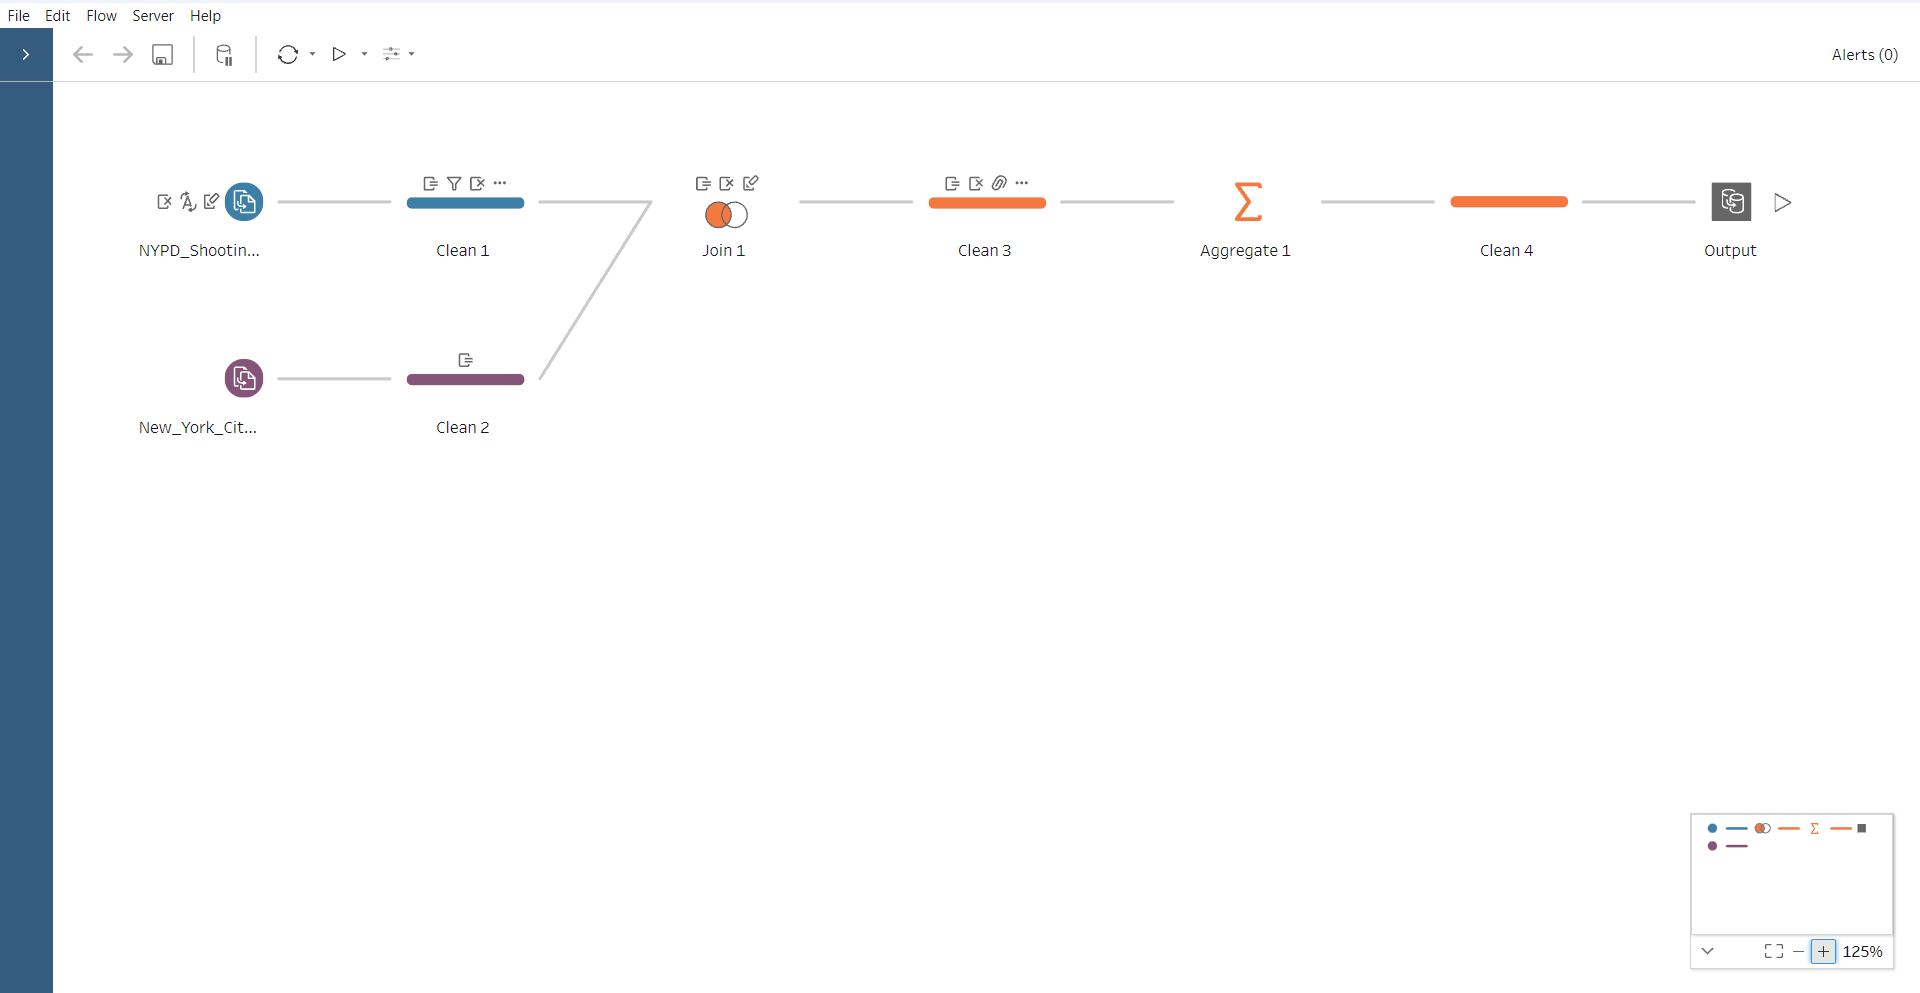 File Edit Flow Server Help
Alerts (0)
NYPD_Shootin...
Clean 1
Join 1
Clean 3
Aggregate 1
Clean 4
Output
New_York_Cit...
Clean 2
125%